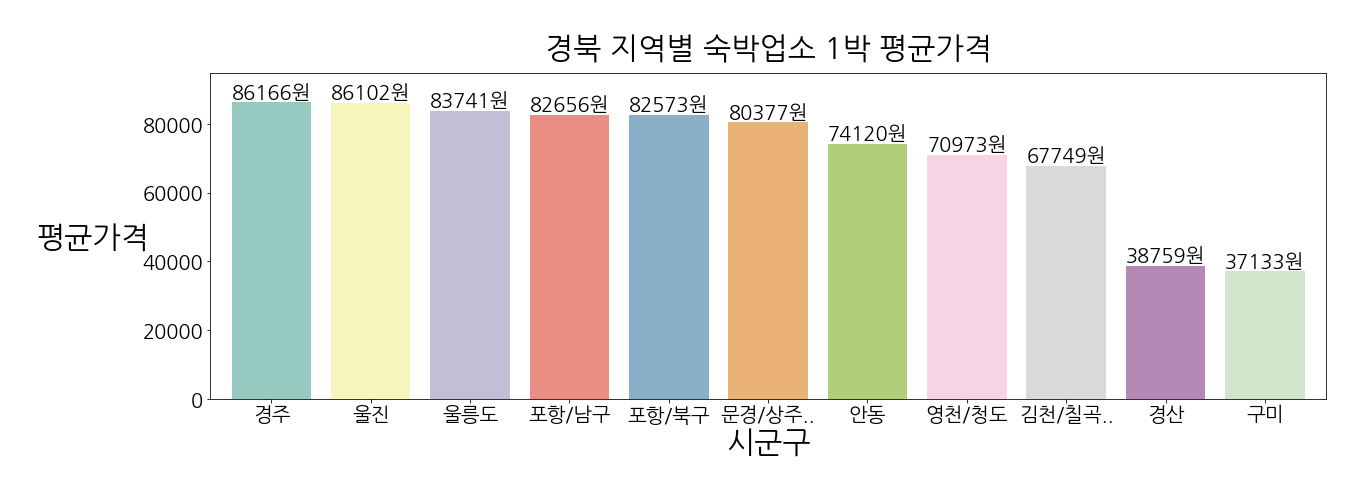 경북 지역별 숙박업소 1박 평균가격
86166원 86102원 83741원 82656원 82573원 80377원 74120원 70973원 67749원 38759원 37133원
80000
60000
평균가격
40000
20000
0
경주 울진 울릉도 포항/남구 포항/북구 문경/상주.. 안동 영천/청도 김천/칠곡.. 경산 구미
시군구